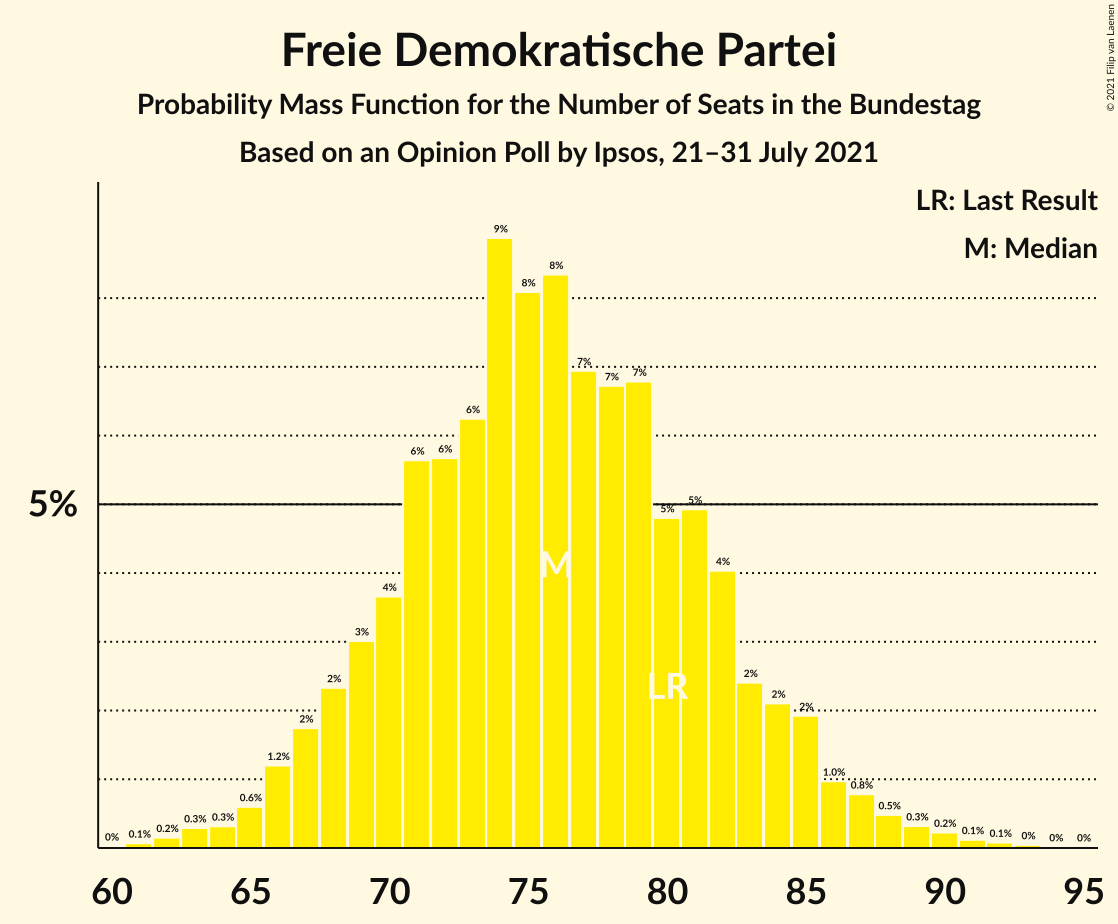 Freie Demokratische Partei
Probability Mass Function for the Number of Seats in the Bundestag
Based on an Opinion Poll by Ipsos, 21–31 July 2021
© 2021 Filip van Laenen
LR: Last Result
M: Median
5%
0% 0.1% 0.2% 0.3% 0.3% 0.6% 1.2% 2% 2% 3% 4% 6% 6% 6% 9% 8% 8% 7% 7% 7% 5% 5% 4% 2% 2% 2% 1.0% 0.8% 0.5% 0.3% 0.2% 0.1% 0.1% 0% 0% 0%
M
LR
60 65 70 75 80 85 90 95